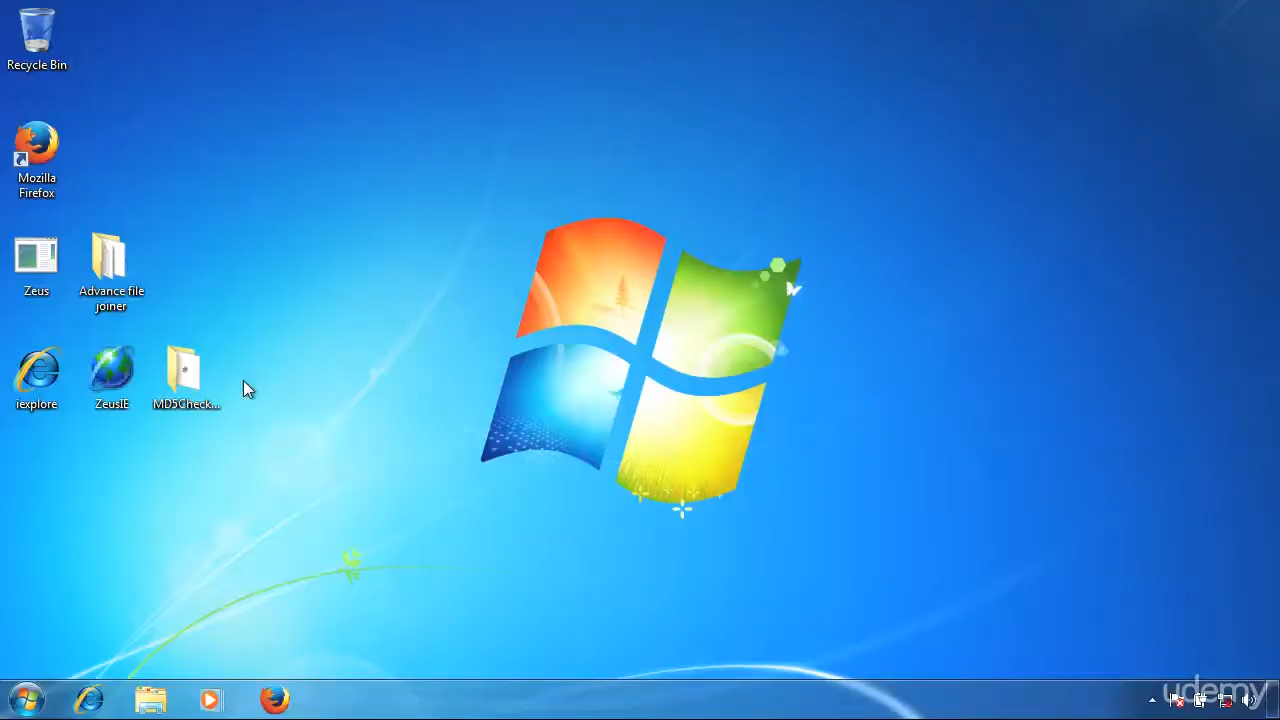 Recycle Bin
Mozilla
Firefox
Zeus
Advance file
joiner
iexplore
ZeusIE
MD5Check...
udemy